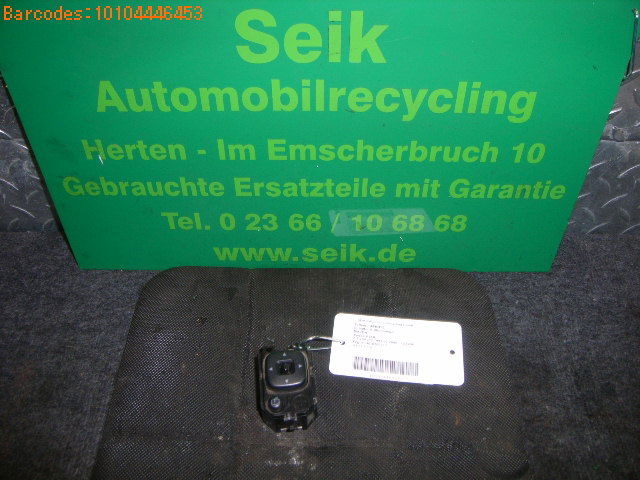 Barcodes:10104446453
Seik
Automobilrecycling
Herten - Im Emscherbruch 10
Gebrauchte Ersatzteile mit Garantie
Tel. 0 23 66 / 10 68 68
www.seik.de